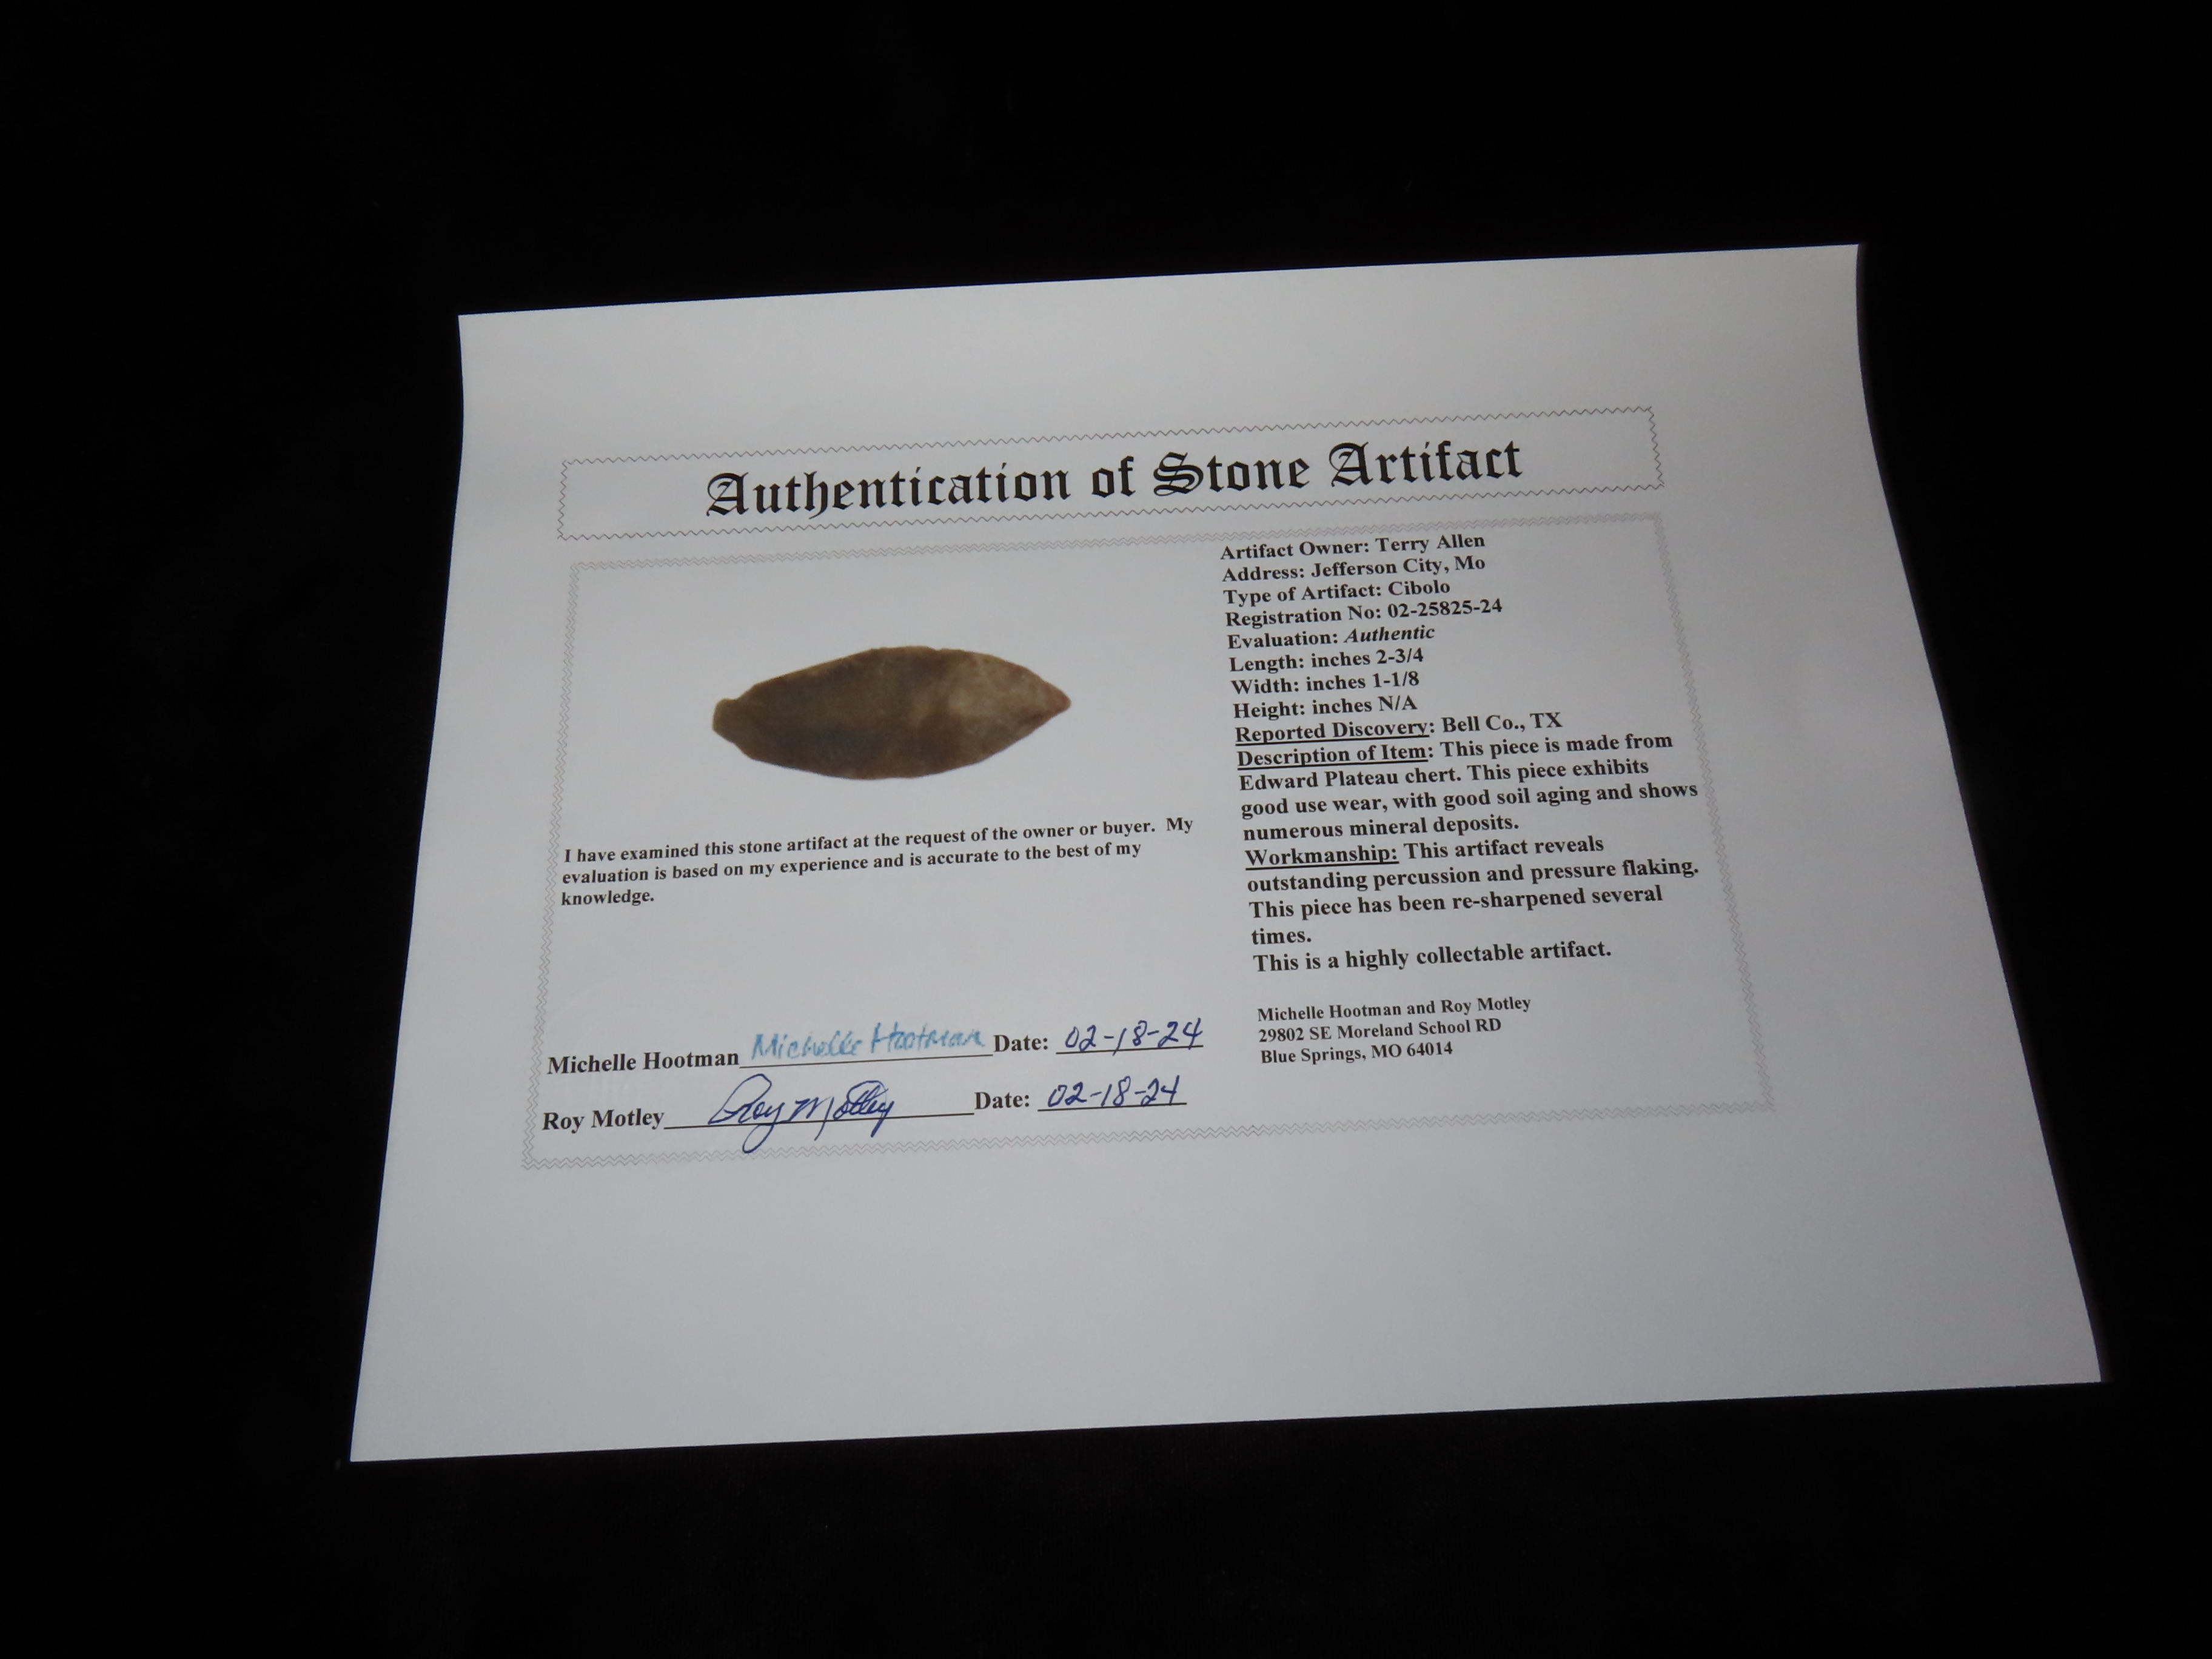 Authentication of Stone Artifact
Artifact Owner: Terry Allen
Address: Jefferson City, Mo
Type of Artifact: Cibolo
Registration No: 02-25825-24
Evaluation: Authentic
Length: inches 2-3/4
Width: inches 1-1/8
Height: inches N/A
Reported Discovery: Bell Co., TX
Description of Item: This piece is made from
Edward Plateau chert. This piece exhibits
good use wear, with good soil aging and shows
numerous mineral deposits.
Workmanship: This artifact reveals
outstanding percussion and pressure flaking.
This piece has been re-sharpened several
times.
This is a highly collectable artifact.
I have examined this stone artifact at the request of the owner or buyer.  My
evaluation is based on my experience and is accurate to the best of my
knowledge.
Michelle Hootman Michelle Hootman Date: 02-18-24
Roy Motley Roy Motley Date: 02-18-24
Michelle Hootman and Roy Motley
29802 SE Moreland School RD
Blue Springs, MO 64014